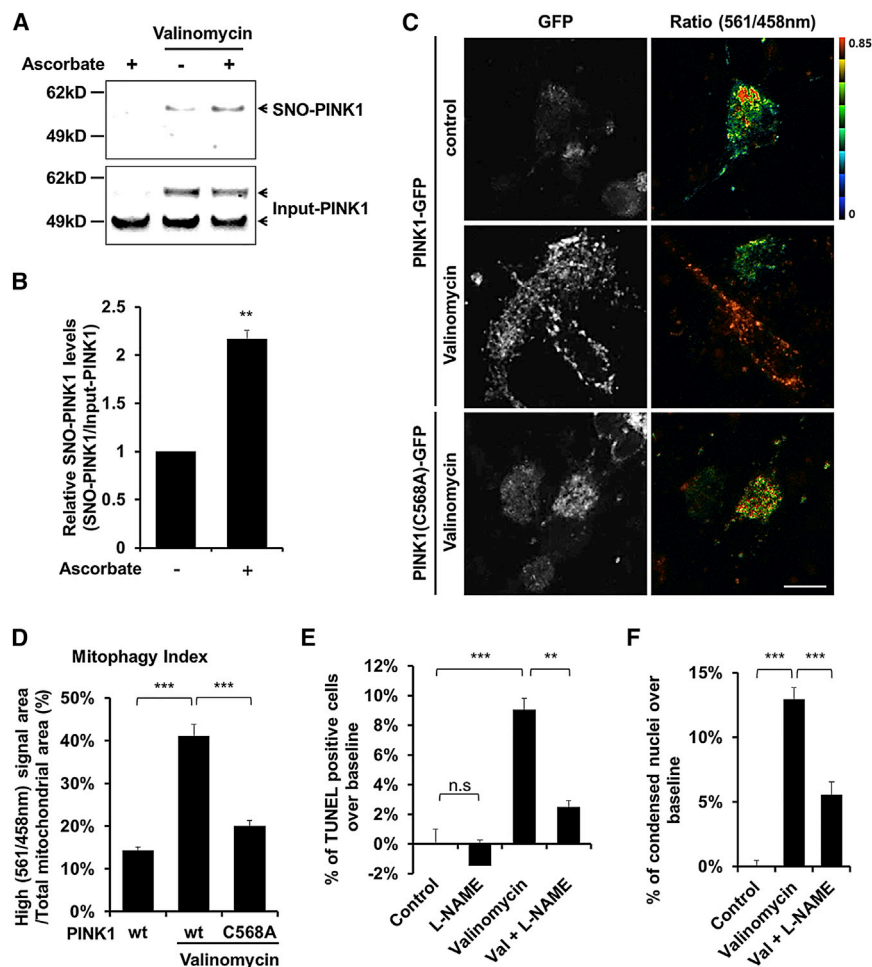 A
Valinomycin
Ascorbate + - +
62kD
49kD
SNO-PINK1
62kD
49kD
Input-PINK1
B
Relative SNO-PINK1 levels
(SNO-PINK1/Input-PINK1)
2.5
2
1.5
1
0.5
0
**
Ascorbate - +
C
GFP
Ratio (561/458nm)
PINK1-GFP
control
Valinomycin
PINK1(C568A)-GFP
Valinomycin
0.85
0
D
Mitophagy Index
High (561/458nm) signal area
/Total mitochondrial area (%)
50%
40%
30%
20%
10%
0%
*** ***
PINK1 wt wt C568A
Valinomycin
E
% of TUNEL positive cells
over baseline
12%
10%
8%
6%
4%
2%
0%
-2%
*** **
n.s
Control
L-NAME
Valinomycin
Val + L-NAME
F
% of condensed nuclei over
baseline
15%
10%
5%
0%
*** ***
Control
Valinomycin
Val + L-NAME